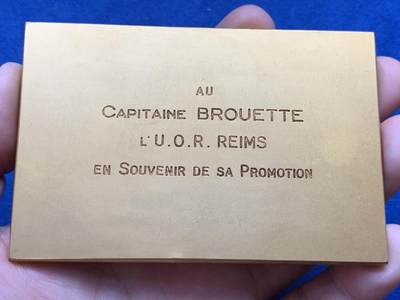 AU
CAPITAINE BROUETTE
L'U.O.R. REIMS
EN SOUVENIR DE SA PROMOTION